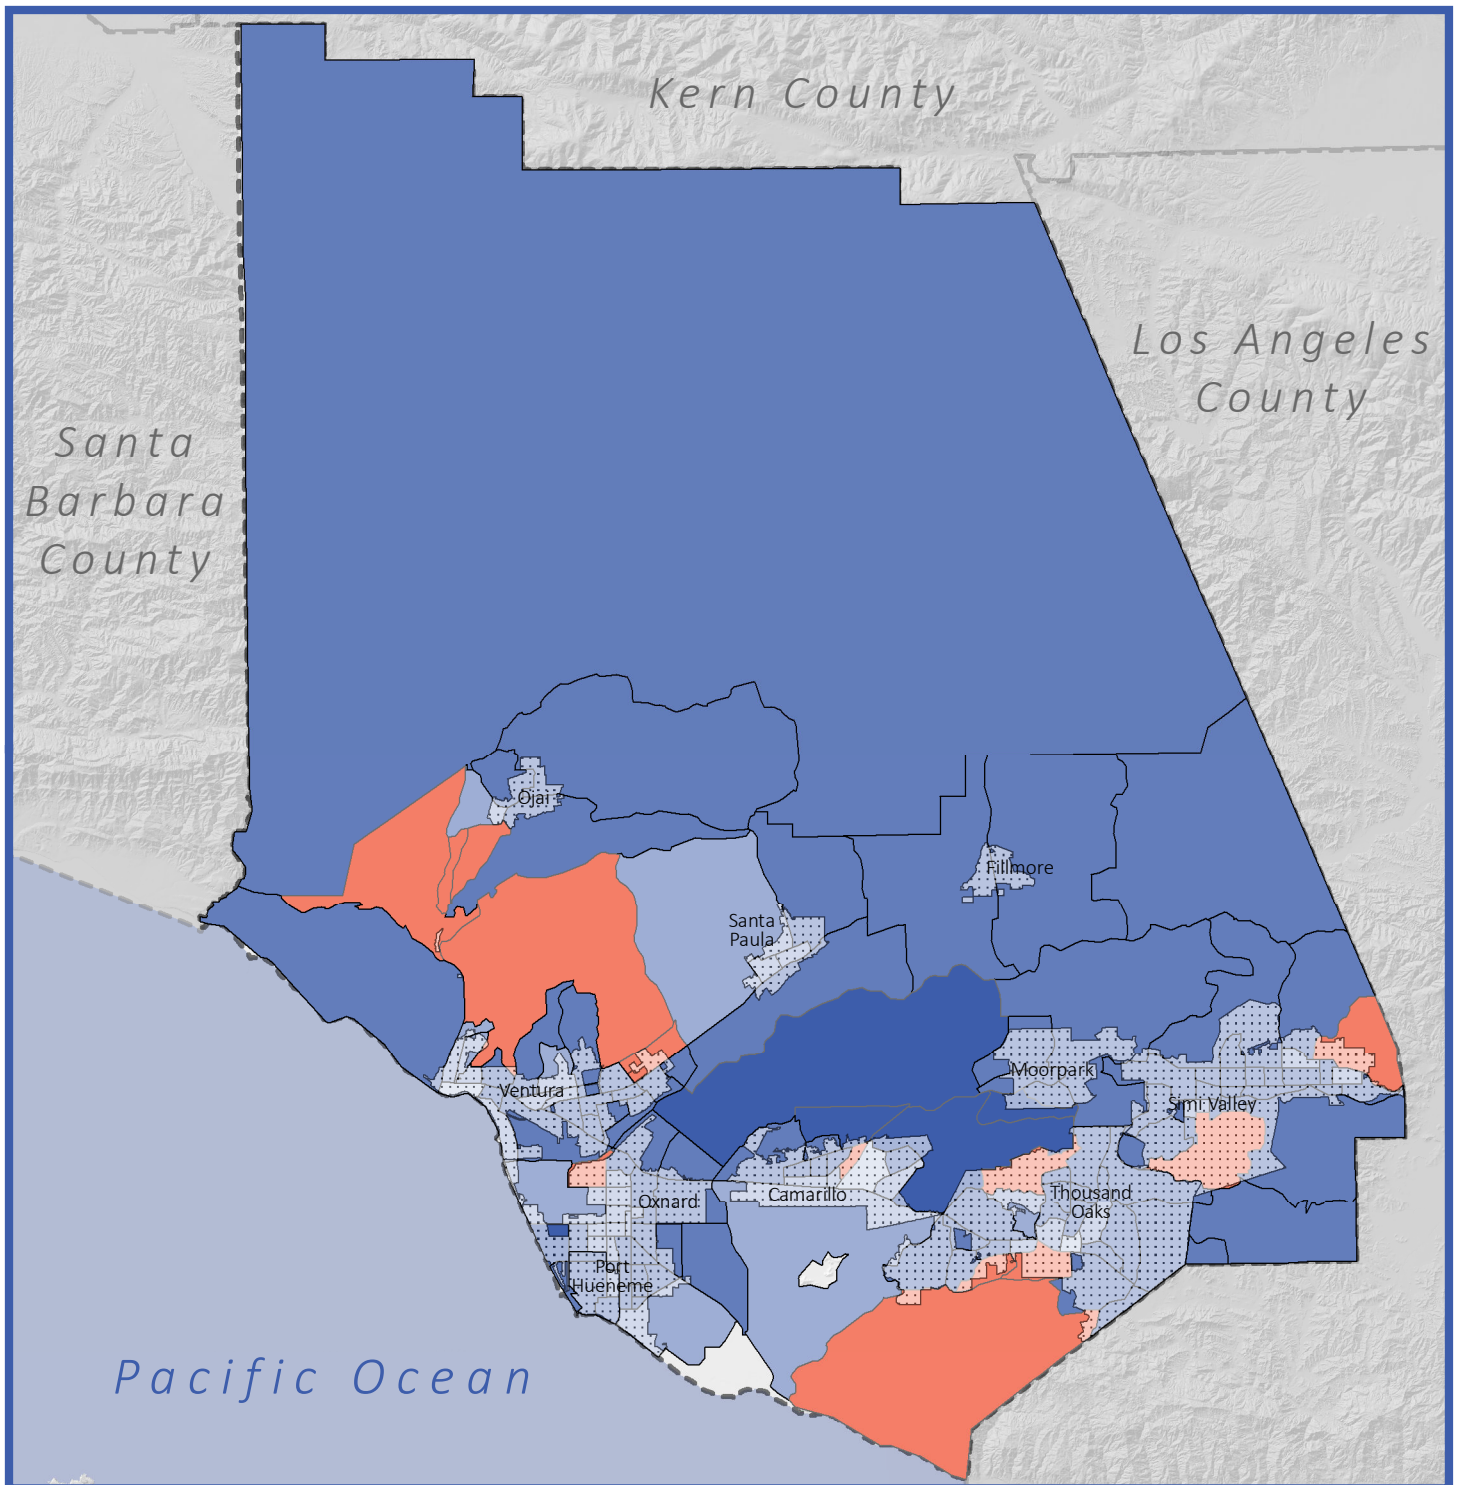 Kern County
Los Angeles
County
Santa
Barbara
County
Ojai
Fillmore
Santa
Paula
Moorpark
Ventura
Simi Valley
Camarillo
Oxnard
Thousand
Oaks
Port
Hueneme
Pacific Ocean